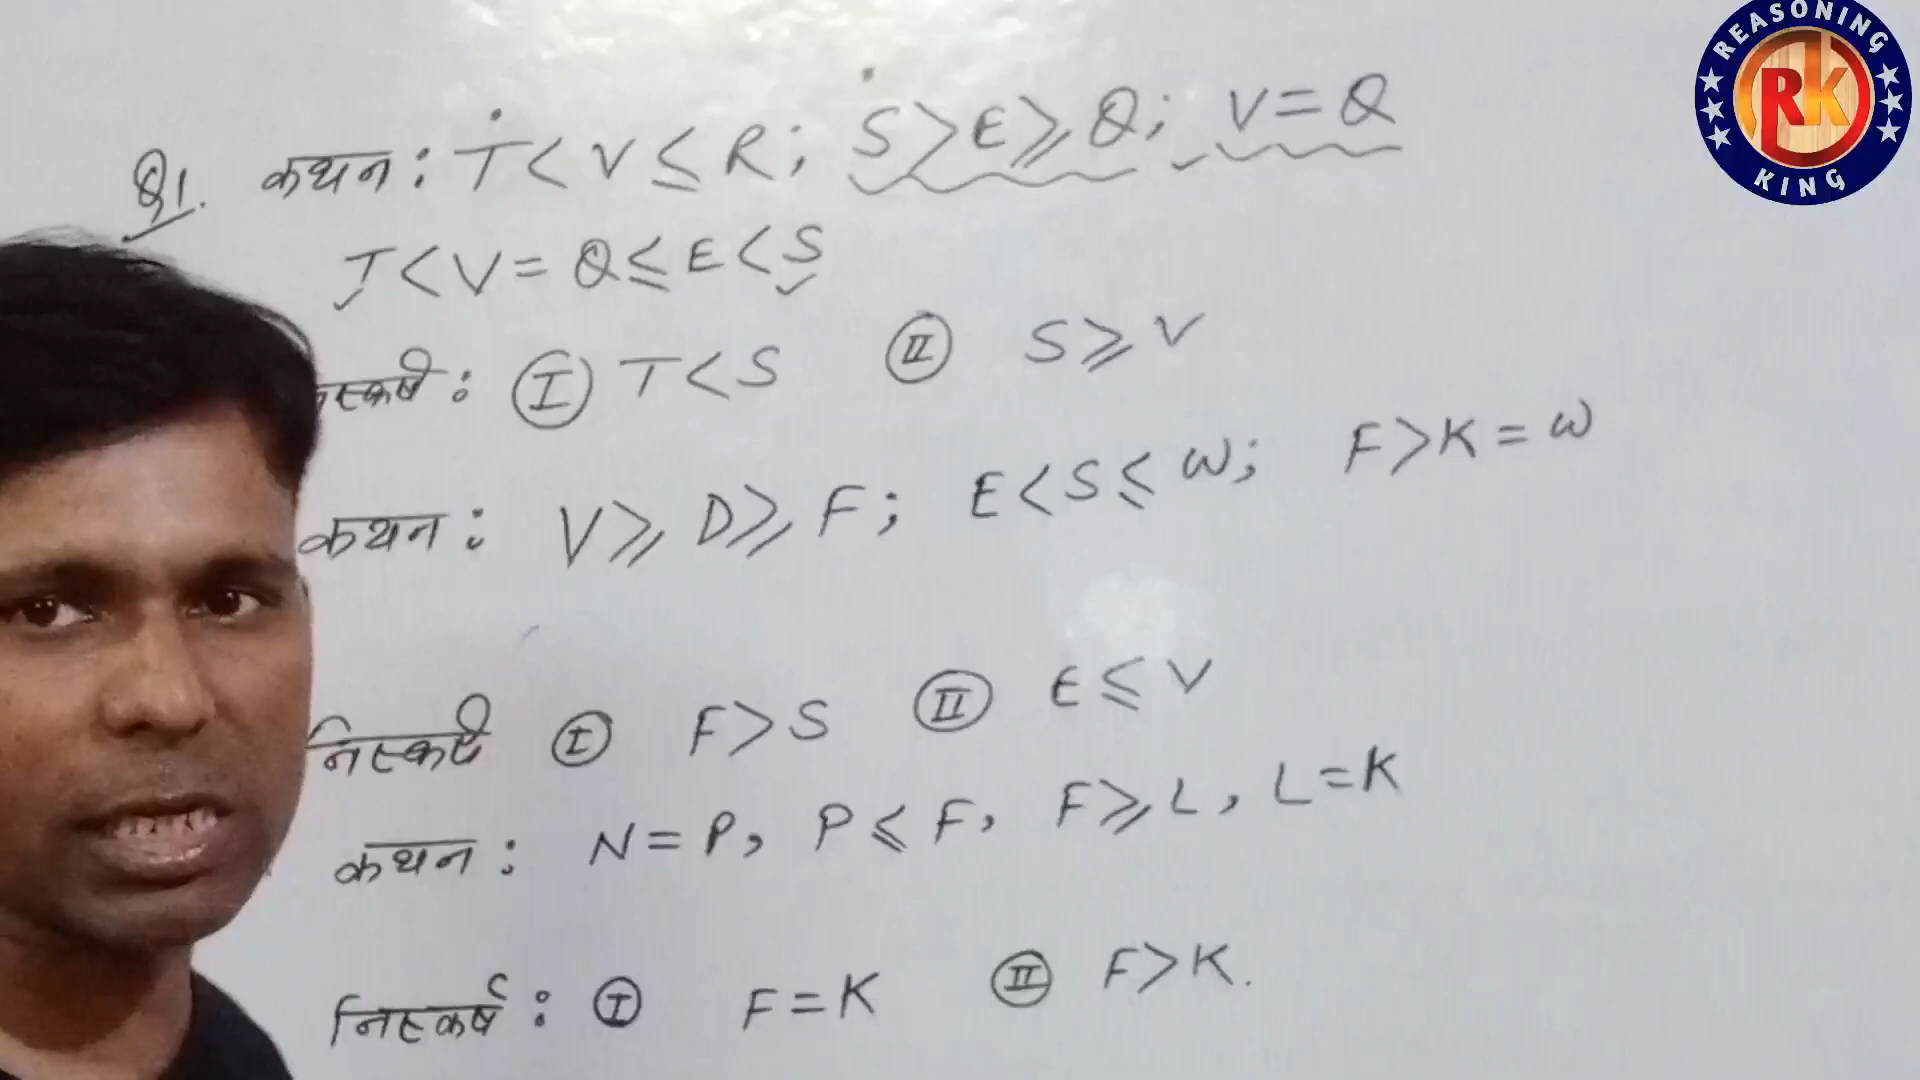 REASONING
RK
KING
Q1. कथन : T < V ≤ R; S > E ≥ Q; V = Q
T < V = Q ≤ E < S
स्कर्ष : Ⓘ T < S Ⓘⓘ S ≥ V
कथन : V ≥ D ≥ F; E < S ≤ W; F > K = W
निस्कर्ष Ⓘ F > S Ⓘⓘ E ≤ V
कथन : N = P, P ≤ F, F ≥ L, L = K
निस्कर्ष : Ⓘ F = K Ⓘⓘ F > K.